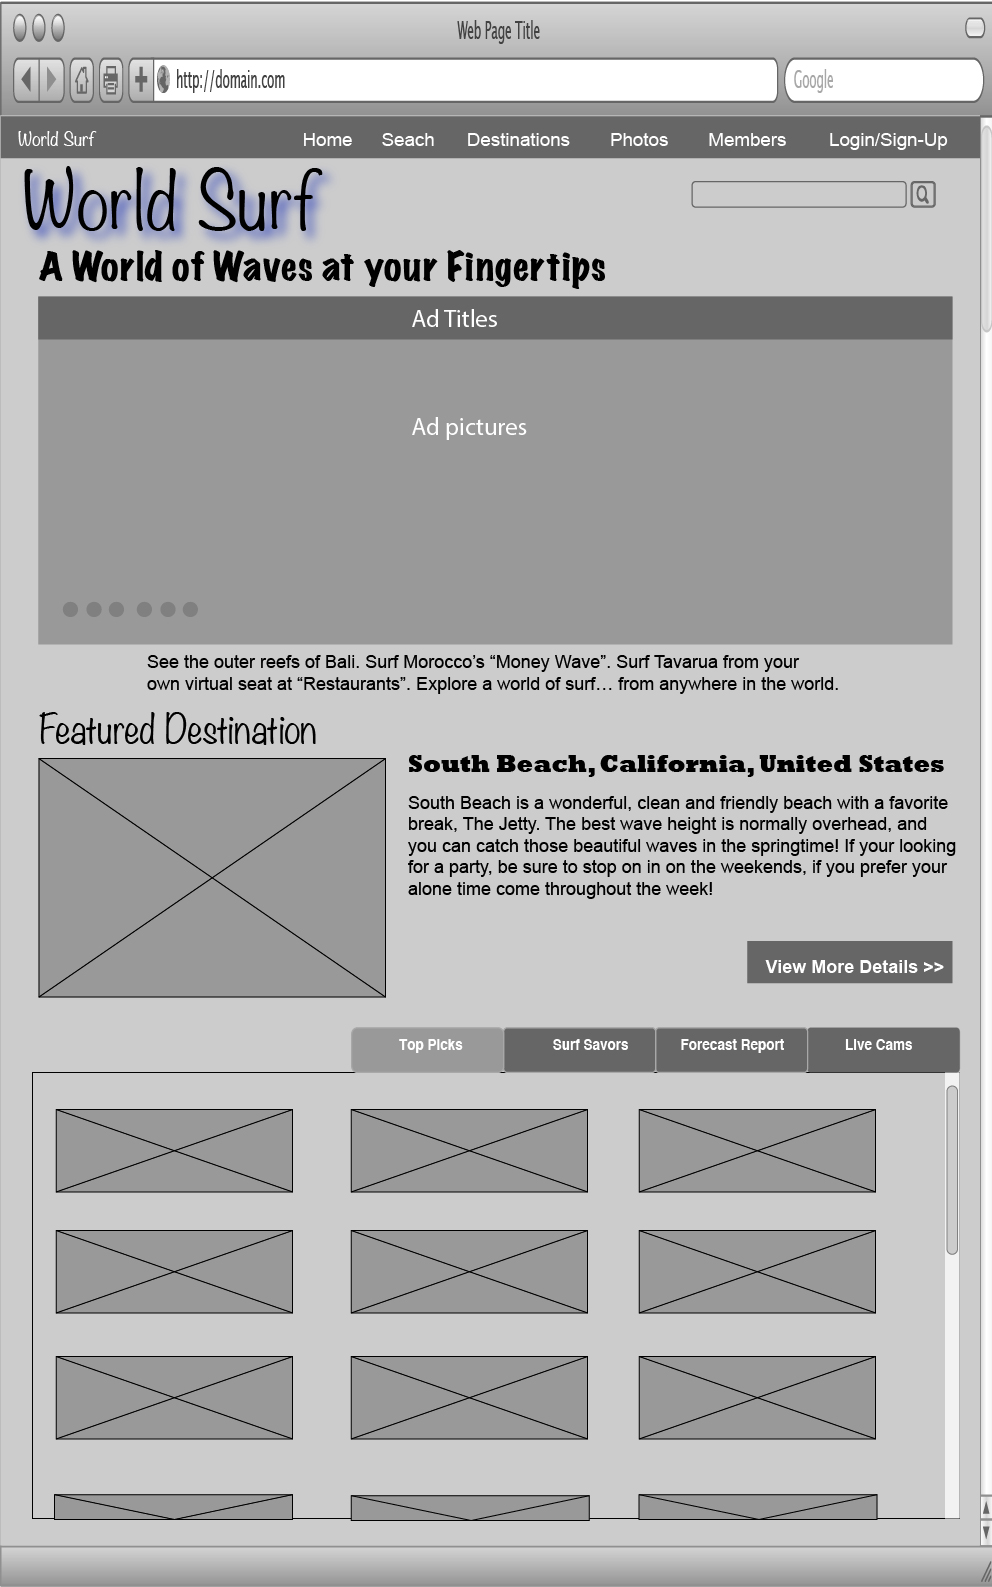 Web Page Title
http://domain.com
Google
World Surf
Home Seach Destinations Photos Members Login/Sign-Up
World Surf
A World of Waves at your Fingertips
Ad Titles
Ad pictures
See the outer reefs of Bali. Surf Morocco’s “Money Wave”. Surf Tavarua from your
own virtual seat at “Restaurants”. Explore a world of surf… from anywhere in the world.
Featured Destination
South Beach, California, United States
South Beach is a wonderful, clean and friendly beach with a favorite
break, The Jetty. The best wave height is normally overhead, and
you can catch those beautiful waves in the springtime! If your looking
for a party, be sure to stop on in on the weekends, if you prefer your
alone time come throughout the week!
View More Details >>
Top Picks Surf Savors Forecast Report Live Cams